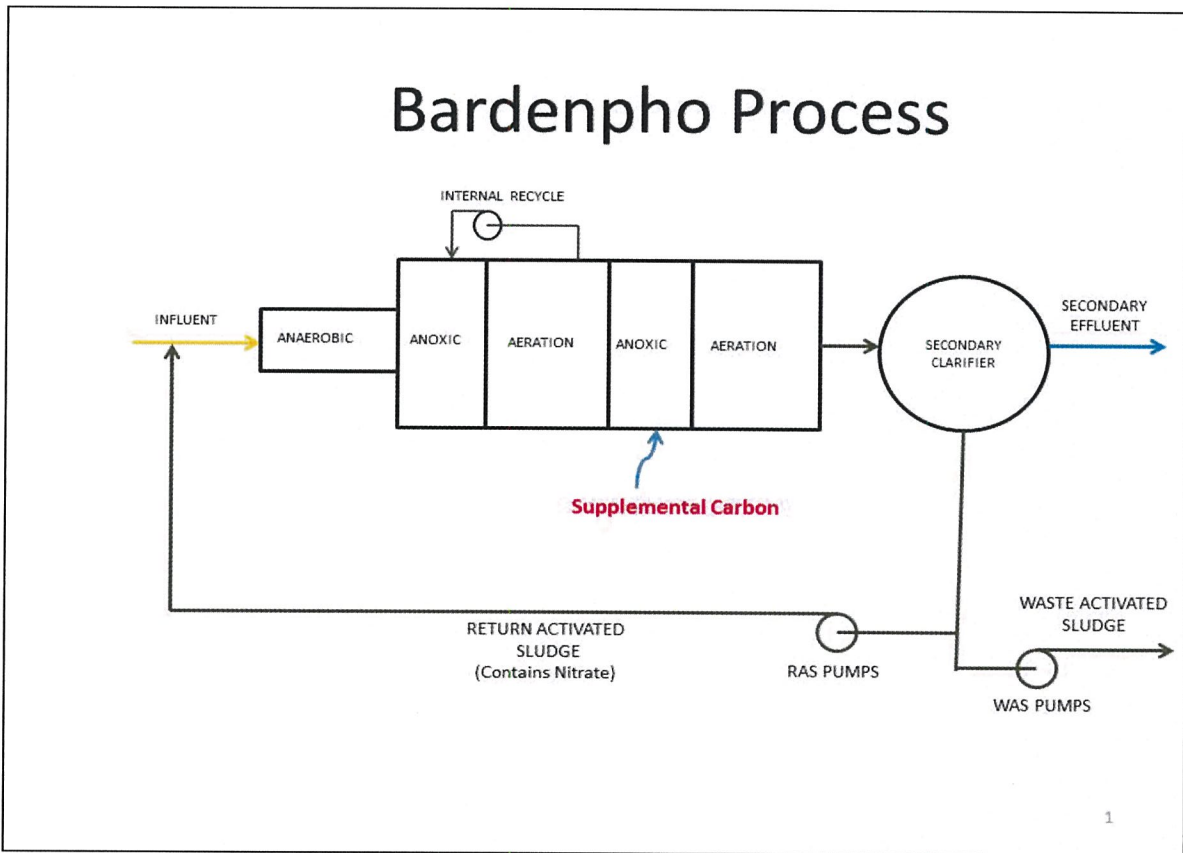 Bardenpho Process
INTERNAL RECYCLE
INFLUENT
ANAEROBIC
ANOXIC
AERATION
ANOXIC
AERATION
SECONDARY
CLARIFIER
SECONDARY
EFFLUENT
Supplemental Carbon
RETURN ACTIVATED
SLUDGE
(Contains Nitrate)
RAS PUMPS
WASTE ACTIVATED
SLUDGE
WAS PUMPS
1